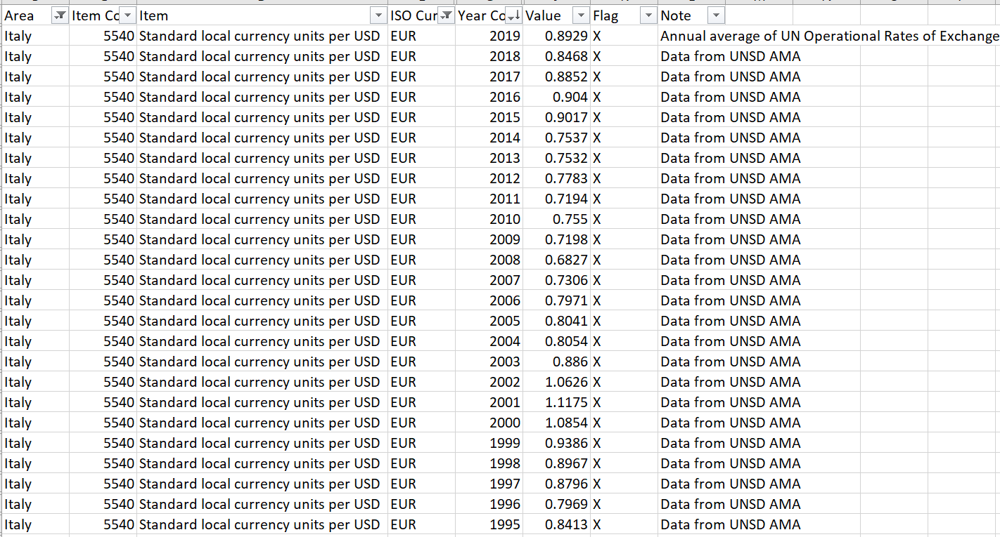 Area Item Co Item ISO Cur Year Co Value Flag Note
Italy 5540 Standard local currency units per USD EUR 2019 0.8929 X Annual average of UN Operational Rates of Exchange
Italy 5540 Standard local currency units per USD EUR 2018 0.8468 X Data from UNSD AMA
Italy 5540 Standard local currency units per USD EUR 2017 0.8852 X Data from UNSD AMA
Italy 5540 Standard local currency units per USD EUR 2016 0.904 X Data from UNSD AMA
Italy 5540 Standard local currency units per USD EUR 2015 0.9017 X Data from UNSD AMA
Italy 5540 Standard local currency units per USD EUR 2014 0.7537 X Data from UNSD AMA
Italy 5540 Standard local currency units per USD EUR 2013 0.7532 X Data from UNSD AMA
Italy 5540 Standard local currency units per USD EUR 2012 0.7783 X Data from UNSD AMA
Italy 5540 Standard local currency units per USD EUR 2011 0.7194 X Data from UNSD AMA
Italy 5540 Standard local currency units per USD EUR 2010 0.755 X Data from UNSD AMA
Italy 5540 Standard local currency units per USD EUR 2009 0.7198 X Data from UNSD AMA
Italy 5540 Standard local currency units per USD EUR 2008 0.6827 X Data from UNSD AMA
Italy 5540 Standard local currency units per USD EUR 2007 0.7306 X Data from UNSD AMA
Italy 5540 Standard local currency units per USD EUR 2006 0.7971 X Data from UNSD AMA
Italy 5540 Standard local currency units per USD EUR 2005 0.8041 X Data from UNSD AMA
Italy 5540 Standard local currency units per USD EUR 2004 0.8054 X Data from UNSD AMA
Italy 5540 Standard local currency units per USD EUR 2003 0.886 X Data from UNSD AMA
Italy 5540 Standard local currency units per USD EUR 2002 1.0626 X Data from UNSD AMA
Italy 5540 Standard local currency units per USD EUR 2001 1.1175 X Data from UNSD AMA
Italy 5540 Standard local currency units per USD EUR 2000 1.0854 X Data from UNSD AMA
Italy 5540 Standard local currency units per USD EUR 1999 0.9386 X Data from UNSD AMA
Italy 5540 Standard local currency units per USD EUR 1998 0.8967 X Data from UNSD AMA
Italy 5540 Standard local currency units per USD EUR 1997 0.8796 X Data from UNSD AMA
Italy 5540 Standard local currency units per USD EUR 1996 0.7969 X Data from UNSD AMA
Italy 5540 Standard local currency units per USD EUR 1995 0.8413 X Data from UNSD AMA